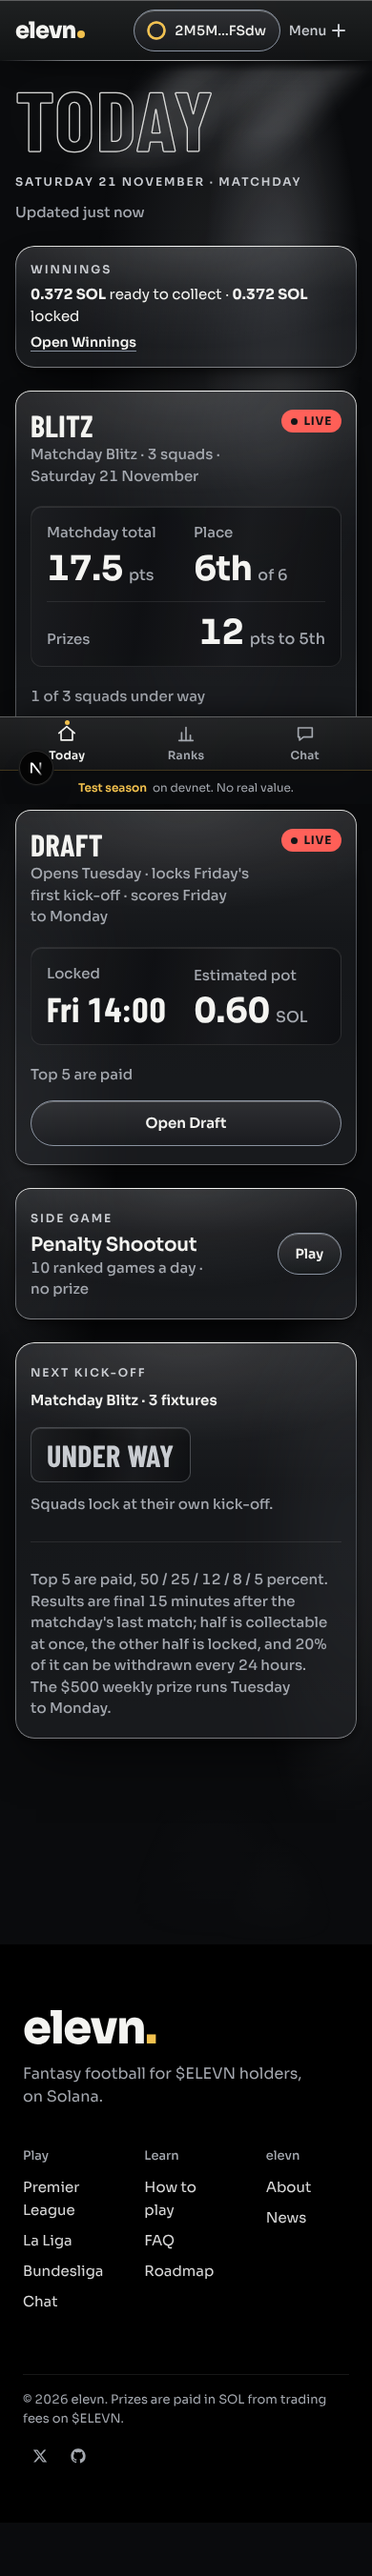 elevn.
2M5M...FSdw
Menu
TODAY
SATURDAY 21 NOVEMBER · MATCHDAY
Updated just now
WINNINGS
0.372 SOL ready to collect · 0.372 SOL
locked
Open Winnings
BLITZ
LIVE
Matchday Blitz · 3 squads ·
Saturday 21 November
Matchday total
Place
17.5 pts
6th of 6
Prizes
12 pts to 5th
1 of 3 squads under way
Today
Ranks
Chat
N
Test season on devnet. No real value.
DRAFT
LIVE
Opens Tuesday · locks Friday's
first kick-off · scores Friday
to Monday
Locked
Estimated pot
Fri 14:00
0.60 SOL
Top 5 are paid
Open Draft
SIDE GAME
Penalty Shootout
10 ranked games a day ·
no prize
Play
NEXT KICK-OFF
Matchday Blitz · 3 fixtures
UNDER WAY
Squads lock at their own kick-off.
Top 5 are paid, 50 / 25 / 12 / 8 / 5 percent.
Results are final 15 minutes after the
matchday's last match; half is collectable
at once, the other half is locked, and 20%
of it can be withdrawn every 24 hours.
The $500 weekly prize runs Tuesday
to Monday.
elevn.
Fantasy football for $ELEVN holders,
on Solana.
Play
Learn
elevn
Premier
League
How to
play
About
La Liga
FAQ
News
Bundesliga
Roadmap
Chat
© 2026 elevn. Prizes are paid in SOL from trading
fees on $ELEVN.